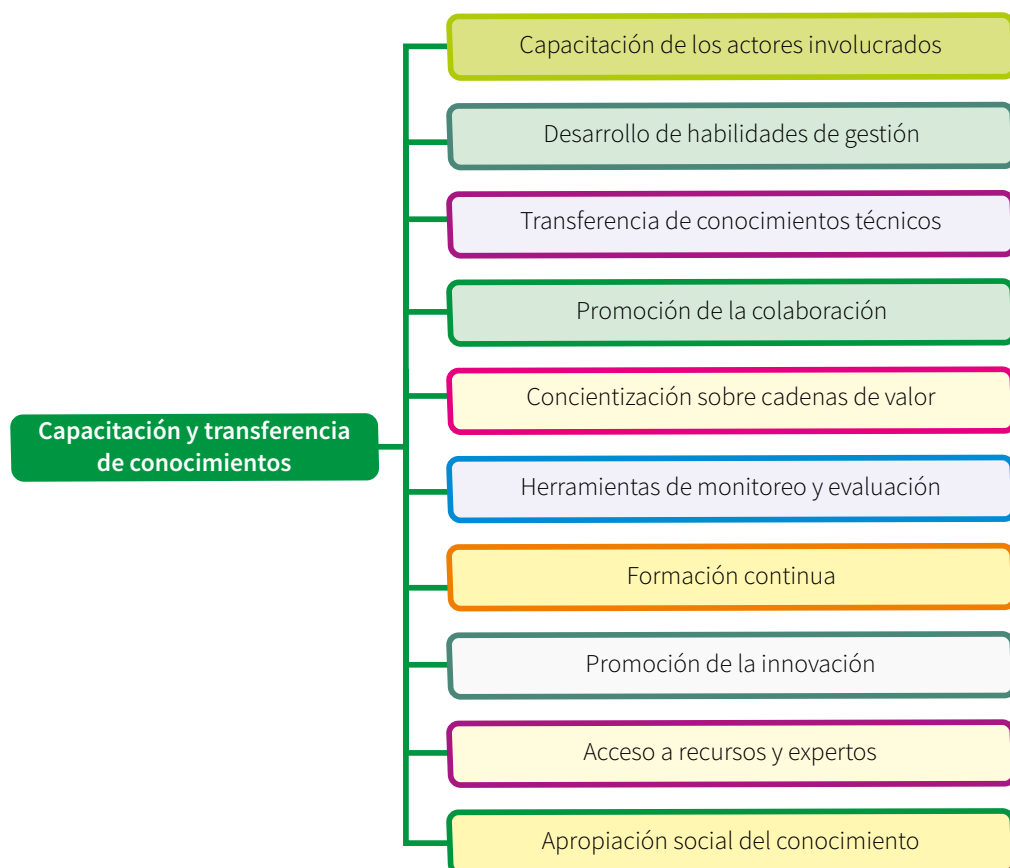 Capacitación y transferencia
de conocimientos
Capacitación de los actores involucrados
Desarrollo de habilidades de gestión
Transferencia de conocimientos técnicos
Promoción de la colaboración
Concientización sobre cadenas de valor
Herramientas de monitoreo y evaluación
Formación continua
Promoción de la innovación
Acceso a recursos y expertos
Apropiación social del conocimiento